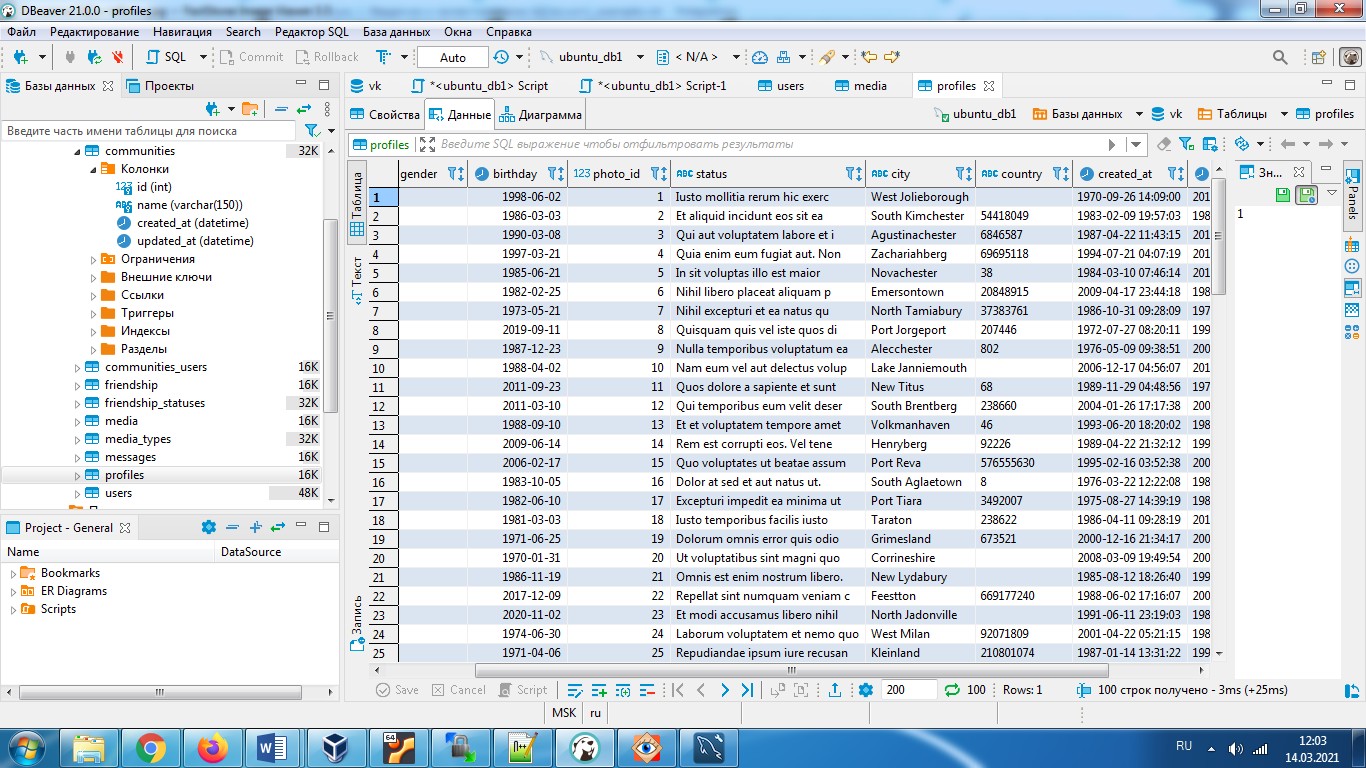 DBeaver 21.0.0 - profiles
Файл Редактирование Навигация Search Редактор SQL База данных Окна Справка
SQL Commit Rollback Auto ubuntu_db1 < N/A >
Базы данных Проекты
Введите часть имени таблицы для поиска
communities 32K
Колонки
id (int)
name (varchar(150))
created_at (datetime)
updated_at (datetime)
Ограничения
Внешние ключи
Ссылки
Триггеры
Индексы
Разделы
communities_users 16K
friendship 16K
friendship_statuses 32K
media 16K
media_types 32K
messages 16K
profiles 16K
users 48K
Project - General
Name DataSource
Bookmarks
ER Diagrams
Scripts
vk *<ubuntu_db1> Script *<ubuntu_db1> Script-1 users media profiles
Свойства Данные Диаграмма ubuntu_db1 Базы данных vk Таблицы profiles
profiles Введите SQL выражение чтобы отфильтровать результаты
Таблица
Текст
Запись
gender birthday 123 photo_id ABC status ABC city ABC country created_at
1 1998-06-02 1 Iusto mollitia rerum hic exerc West Jolieborough 1970-09-26 14:09:00 201
2 1986-03-03 2 Et aliquid incidunt eos sit ea South Kimchester 54418049 1983-02-09 19:57:03 198
3 1990-03-08 3 Qui aut voluptatem labore et i Agustinachester 6846587 1987-04-22 11:43:15 201
4 1997-03-21 4 Quia enim eum fugiat aut. Non Zachariahberg 69695118 1994-07-21 04:07:19 201
5 1985-06-21 5 In sit voluptas illo est maior Novachester 38 1984-03-10 07:46:14 198
6 1982-02-25 6 Nihil libero placeat aliquam p Emersontown 20848915 2009-04-17 23:44:18 198
7 1973-05-21 7 Nihil excepturi et ea natus qu North Tamiabury 37383761 1986-10-31 09:28:09 197
8 2019-09-11 8 Quisquam quis vel iste quos di Port Jorgeport 207446 1972-07-27 08:20:11 199
9 1987-12-23 9 Nulla temporibus voluptatum ea Alecchester 802 1976-05-09 09:38:51 200
10 1988-04-02 10 Nam eum vel aut delectus volup Lake Janniemouth 2006-12-17 04:56:07 201
11 2011-09-23 11 Quos dolore a sapiente et sunt New Titus 68 1989-11-29 04:48:56 197
12 2011-03-10 12 Qui temporibus eum velit deser South Brentberg 238660 2004-01-26 17:17:38 200
13 1988-09-10 13 Et et voluptatem tempore amet Volkmanhaven 46 1993-06-20 18:20:02 198
14 2009-06-14 14 Rem est corrupti eos. Vel tene Henryberg 92226 1989-04-22 21:32:12 199
15 2006-02-17 15 Quo voluptates ut beatae assum Port Reva 576555630 1995-02-16 03:52:38 200
16 1983-10-05 16 Dolor at sed et aut natus ut. South Aglaetown 8 1976-03-22 12:22:08 198
17 1982-06-10 17 Excepturi impedit ea minima ut Port Tiara 3492007 1975-08-27 14:39:19 198
18 1981-03-03 18 Iusto temporibus facilis iusto Taraton 238622 1986-04-11 09:28:19 201
19 1971-06-25 19 Dolorum omnis error quis odio Grimesland 673521 2000-12-16 21:34:17 200
20 1970-01-31 20 Ut voluptatibus sint magni quo Corrineshire 2008-03-09 19:49:54 200
21 1986-11-19 21 Omnis est enim nostrum libero. New Lydabury 1985-08-12 18:26:40 199
22 2017-12-09 22 Repellat sint numquam veniam c Feestton 669177240 1988-06-02 17:16:07 200
23 2020-11-02 23 Et modi accusamus libero nihil North Jadonville 1991-06-11 23:19:03 198
24 1974-06-30 24 Laborum voluptatem et nemo quo West Milan 92071809 2001-04-22 05:21:15 198
25 1971-04-06 25 Repudiandae ipsum iure recusan Kleinland 210801074 1987-01-14 13:31:22 199
Зн...
1
Panels
Save Cancel Script 200 100 Rows: 1 100 строк получено - 3ms (+25ms)
MSK ru
RU 12:03
14.03.2021